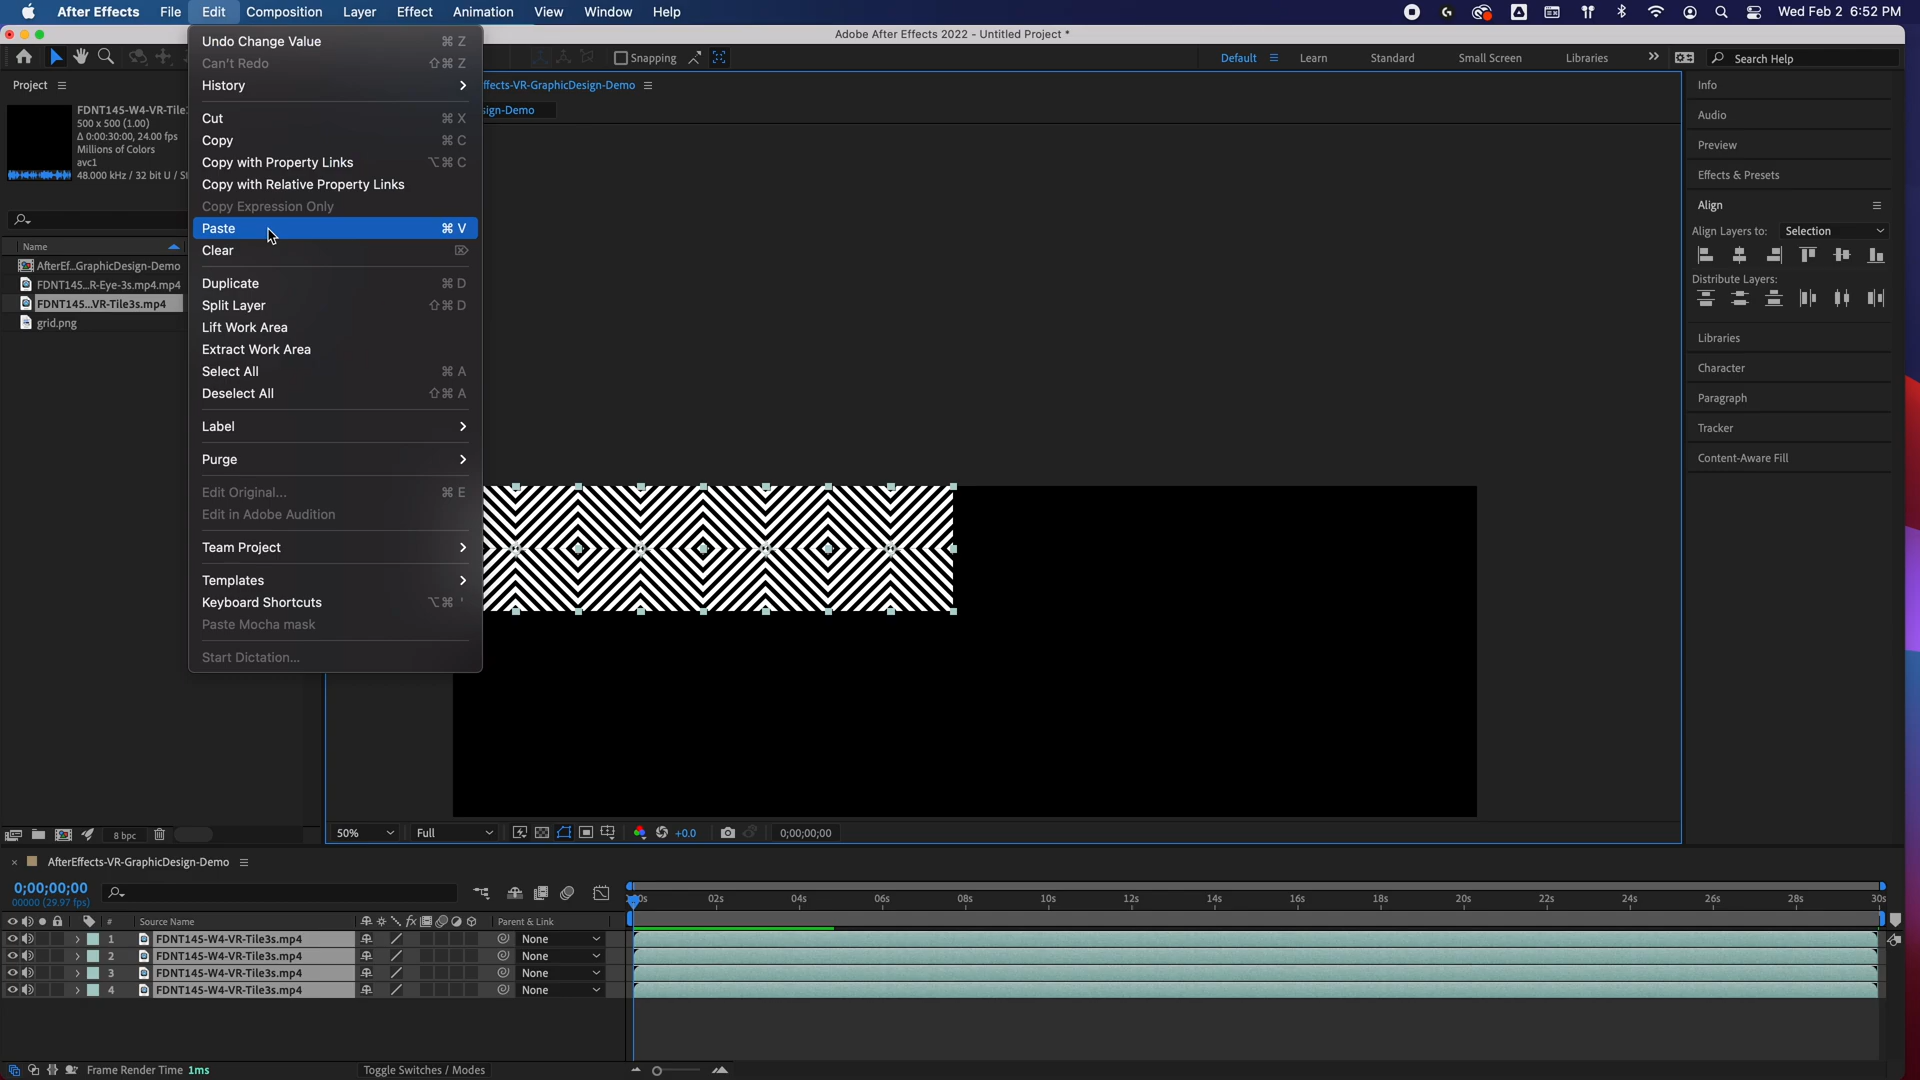 After Effects File Edit Composition Layer Effect Animation View Window Help Wed Feb 2 6:52 PM
Adobe After Effects 2022 - Untitled Project *
Snapping Default Learn Standard Small Screen Libraries Search Help
Undo Change Value ⌘ Z
Can't Redo ⇧⌘ Z
History
Cut ⌘ X
Copy ⌘ C
Copy with Property Links ⌥⌘ C
Copy with Relative Property Links
Copy Expression Only
Paste ⌘ V
Clear
Duplicate ⌘ D
Split Layer ⇧⌘ D
Lift Work Area
Extract Work Area
Select All ⌘ A
Deselect All ⇧⌘ A
Label
Purge
Edit Original... ⌘ E
Edit in Adobe Audition
Team Project
Templates
Keyboard Shortcuts ⌥⌘ '
Paste Mocha mask
Start Dictation...
Project
FDNT145-W4-VR-Tile
500 x 500 (1.00)
Δ 0:00:30:00, 24.00 fps
Millions of Colors
avc1
48.000 kHz / 32 bit U / St
Name
AfterEf...GraphicDesign-Demo
FDNT145...R-Eye-3s.mp4.mp4
FDNT145...VR-Tile3s.mp4
grid.png
8 bpc
ffects-VR-GraphicDesign-Demo
sign-Demo
50% Full +0.0 0;00;00;00
Info
Audio
Preview
Effects & Presets
Align
Align Layers to: Selection
Distribute Layers:
Libraries
Character
Paragraph
Tracker
Content-Aware Fill
AfterEffects-VR-GraphicDesign-Demo
0;00;00;00
00000 (29.97 fps)
00s 02s 04s 06s 08s 10s 12s 14s 16s 18s 20s 22s 24s 26s 28s 30s
# Source Name fx Parent & Link
1 FDNT145-W4-VR-Tile3s.mp4 None
2 FDNT145-W4-VR-Tile3s.mp4 None
3 FDNT145-W4-VR-Tile3s.mp4 None
4 FDNT145-W4-VR-Tile3s.mp4 None
Frame Render Time 1ms Toggle Switches / Modes